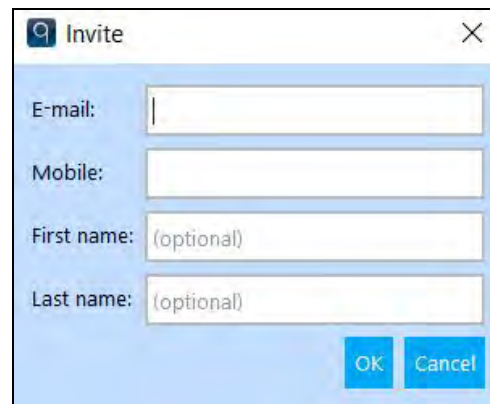 Invite
E-mail:
Mobile:
First name: (optional)
Last name: (optional)
OK Cancel